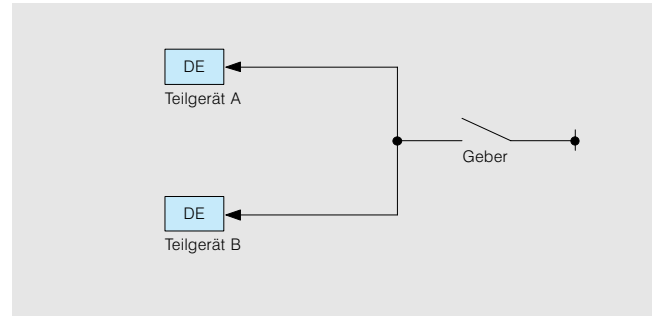 DE
Teilgerät A
Geber
DE
Teilgerät B